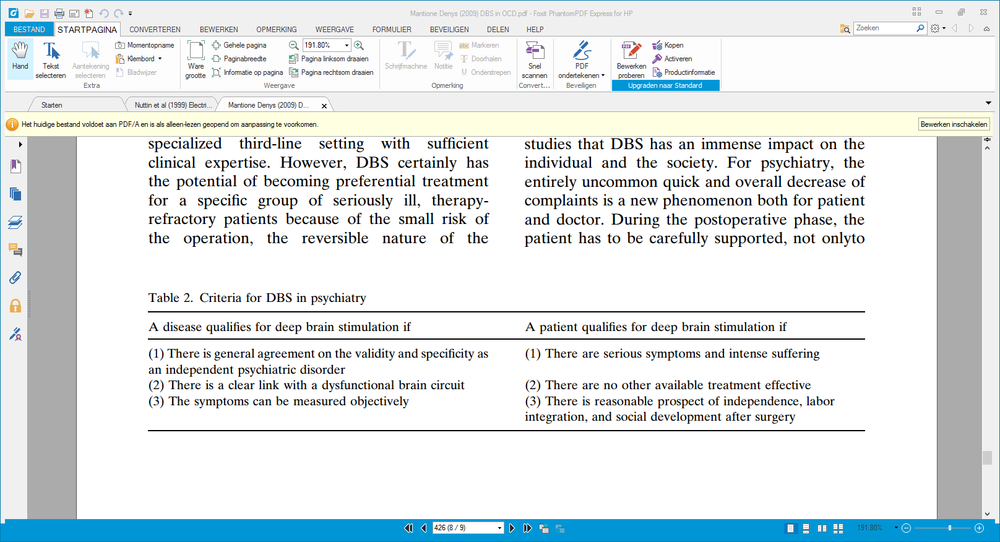 Mantione Denys (2009) DBS in OCD.pdf - Foxit PhantomPDF Express for HP
BESTAND STARTPAGINA CONVERTEREN BEWERKEN OPMERKING WEERGAVE FORMULIER BEVEILIGEN DELEN HELP Zoeken
Hand
Tekst
selecteren
Aantekening
selecteren
Momentopname
Klembord
Bladwijzer
Extra
Ware
grootte
Gehele pagina
Paginabreedte
Informatie op pagina
191.80%
Pagina linksom draaien
Pagina rechtsom draaien
Weergave
Schrijfmachine
Notitie
abc Markeren
T Doorhalen
U Onderstrepen
Opmerking
Snel
scannen
Convert...
PDF
ondertekenen
Beveiligen
PDF
Bewerken
proberen
Kopen
Activeren
Productinformatie
Upgraden naar Standard
Starten
Nuttin et al (1999) Electri...
Mantione Denys (2009) D...
Het huidige bestand voldoet aan PDF/A en is als alleen-lezen geopend om aanpassing te voorkomen.
Bewerken inschakelen
specialized third-line setting with sufficient
clinical expertise. However, DBS certainly has
the potential of becoming preferential treatment
for a specific group of seriously ill, therapy-
refractory patients because of the small risk of
the operation, the reversible nature of the
studies that DBS has an immense impact on the
individual and the society. For psychiatry, the
entirely uncommon quick and overall decrease of
complaints is a new phenomenon both for patient
and doctor. During the postoperative phase, the
patient has to be carefully supported, not onlyto
Table 2. Criteria for DBS in psychiatry
A disease qualifies for deep brain stimulation if
A patient qualifies for deep brain stimulation if
(1) There is general agreement on the validity and specificity as
an independent psychiatric disorder
(1) There are serious symptoms and intense suffering
(2) There is a clear link with a dysfunctional brain circuit
(2) There are no other available treatment effective
(3) The symptoms can be measured objectively
(3) There is reasonable prospect of independence, labor
integration, and social development after surgery
426 (8 / 9)
191.80%